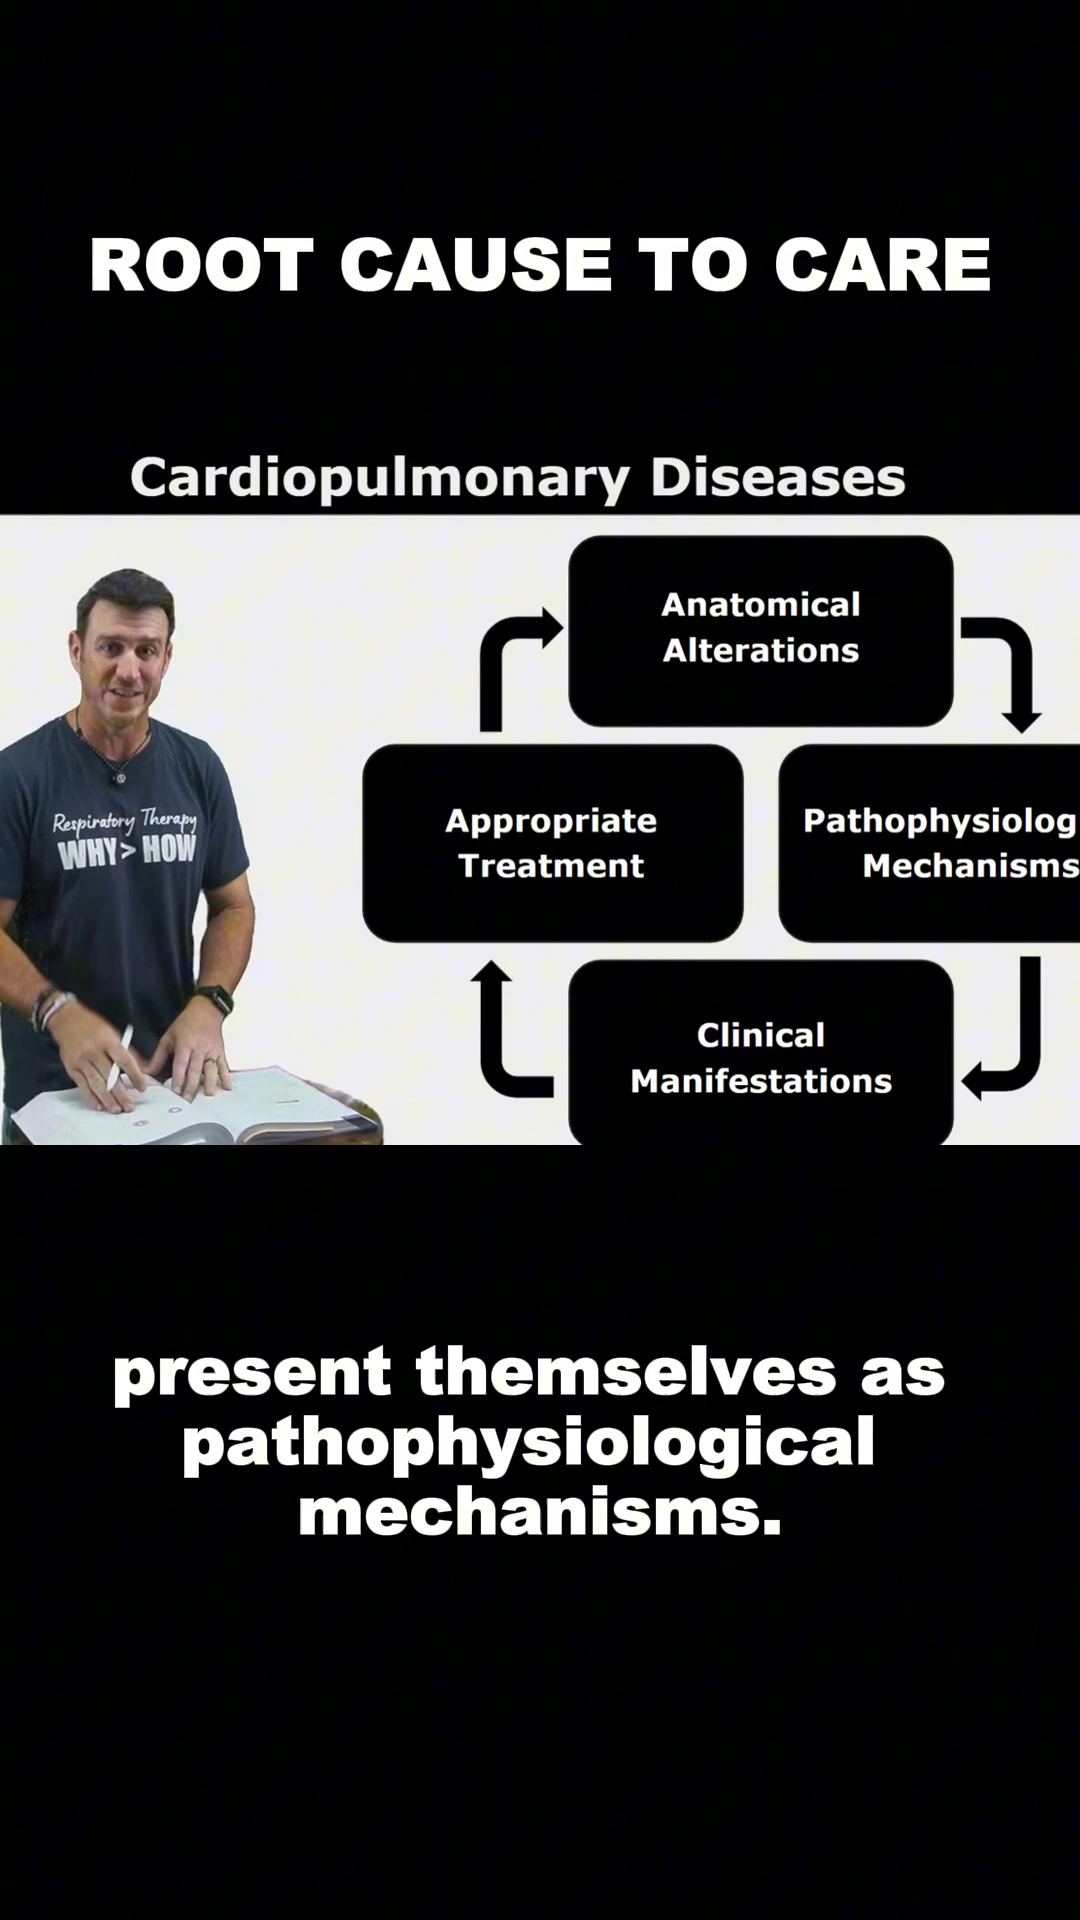 ROOT CAUSE TO CARE
Cardiopulmonary Diseases
Anatomical
Alterations
Appropriate
Treatment
Pathophysiolog
Mechanisms
Clinical
Manifestations
Respiratory Therapy
WHY > HOW
present themselves as
pathophysiological
mechanisms.